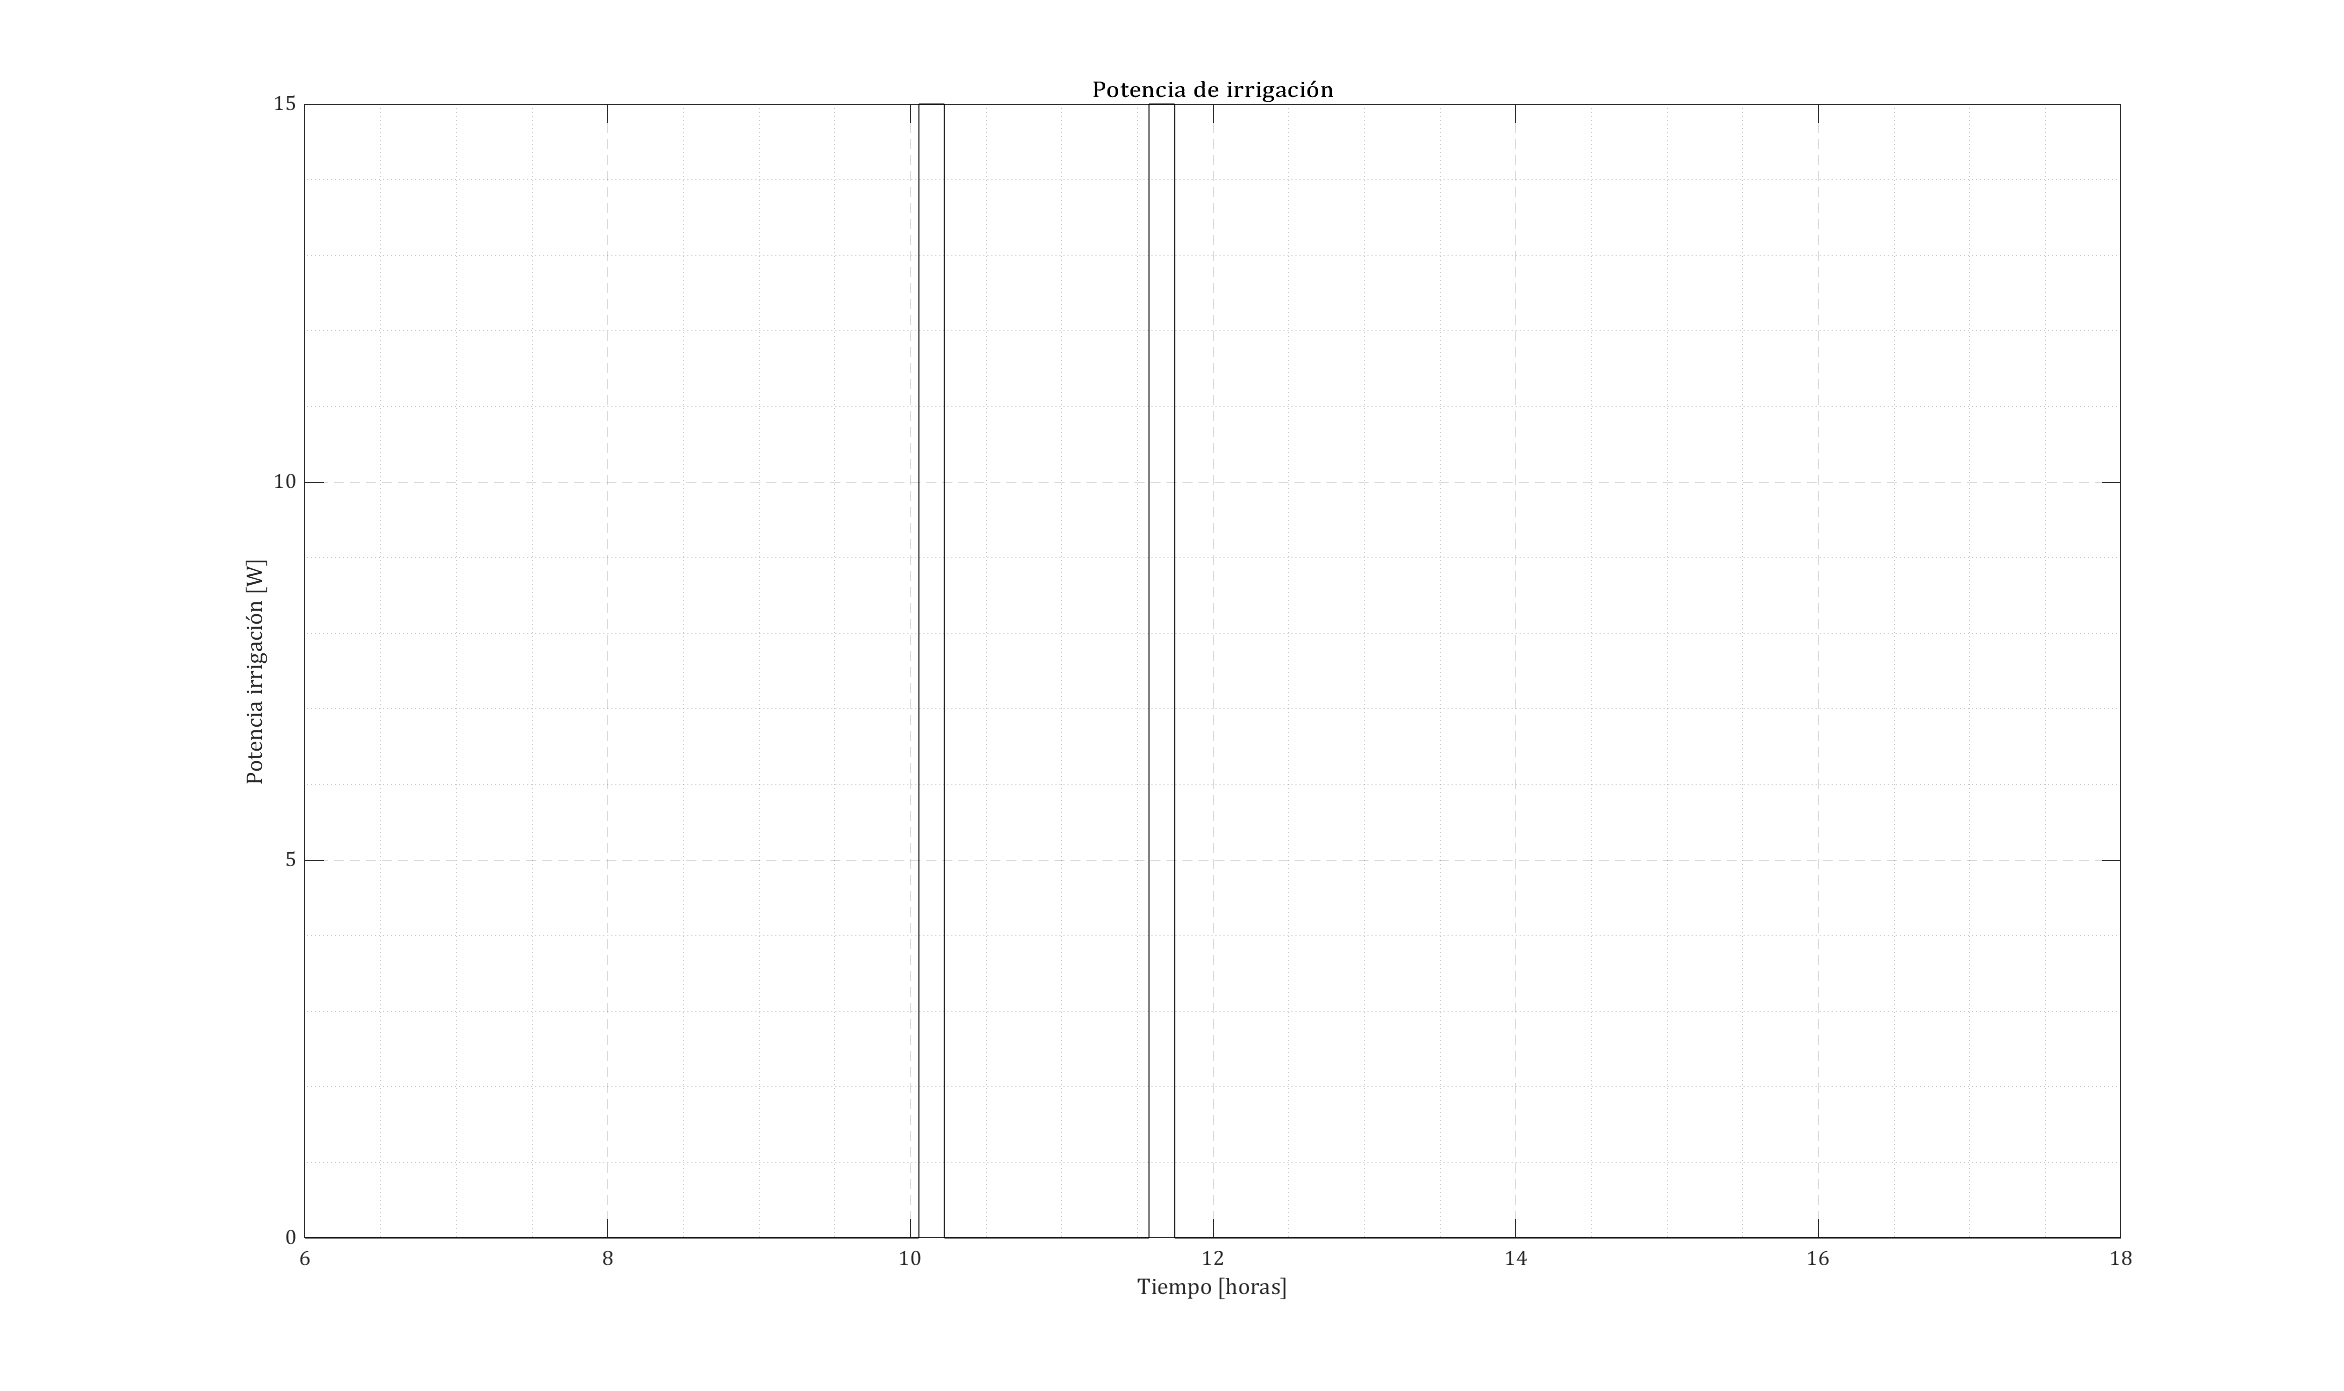 Potencia de irrigación
15
10
5
0
Potencia irrigación [W]
6 8 10 12 14 16 18
Tiempo [horas]